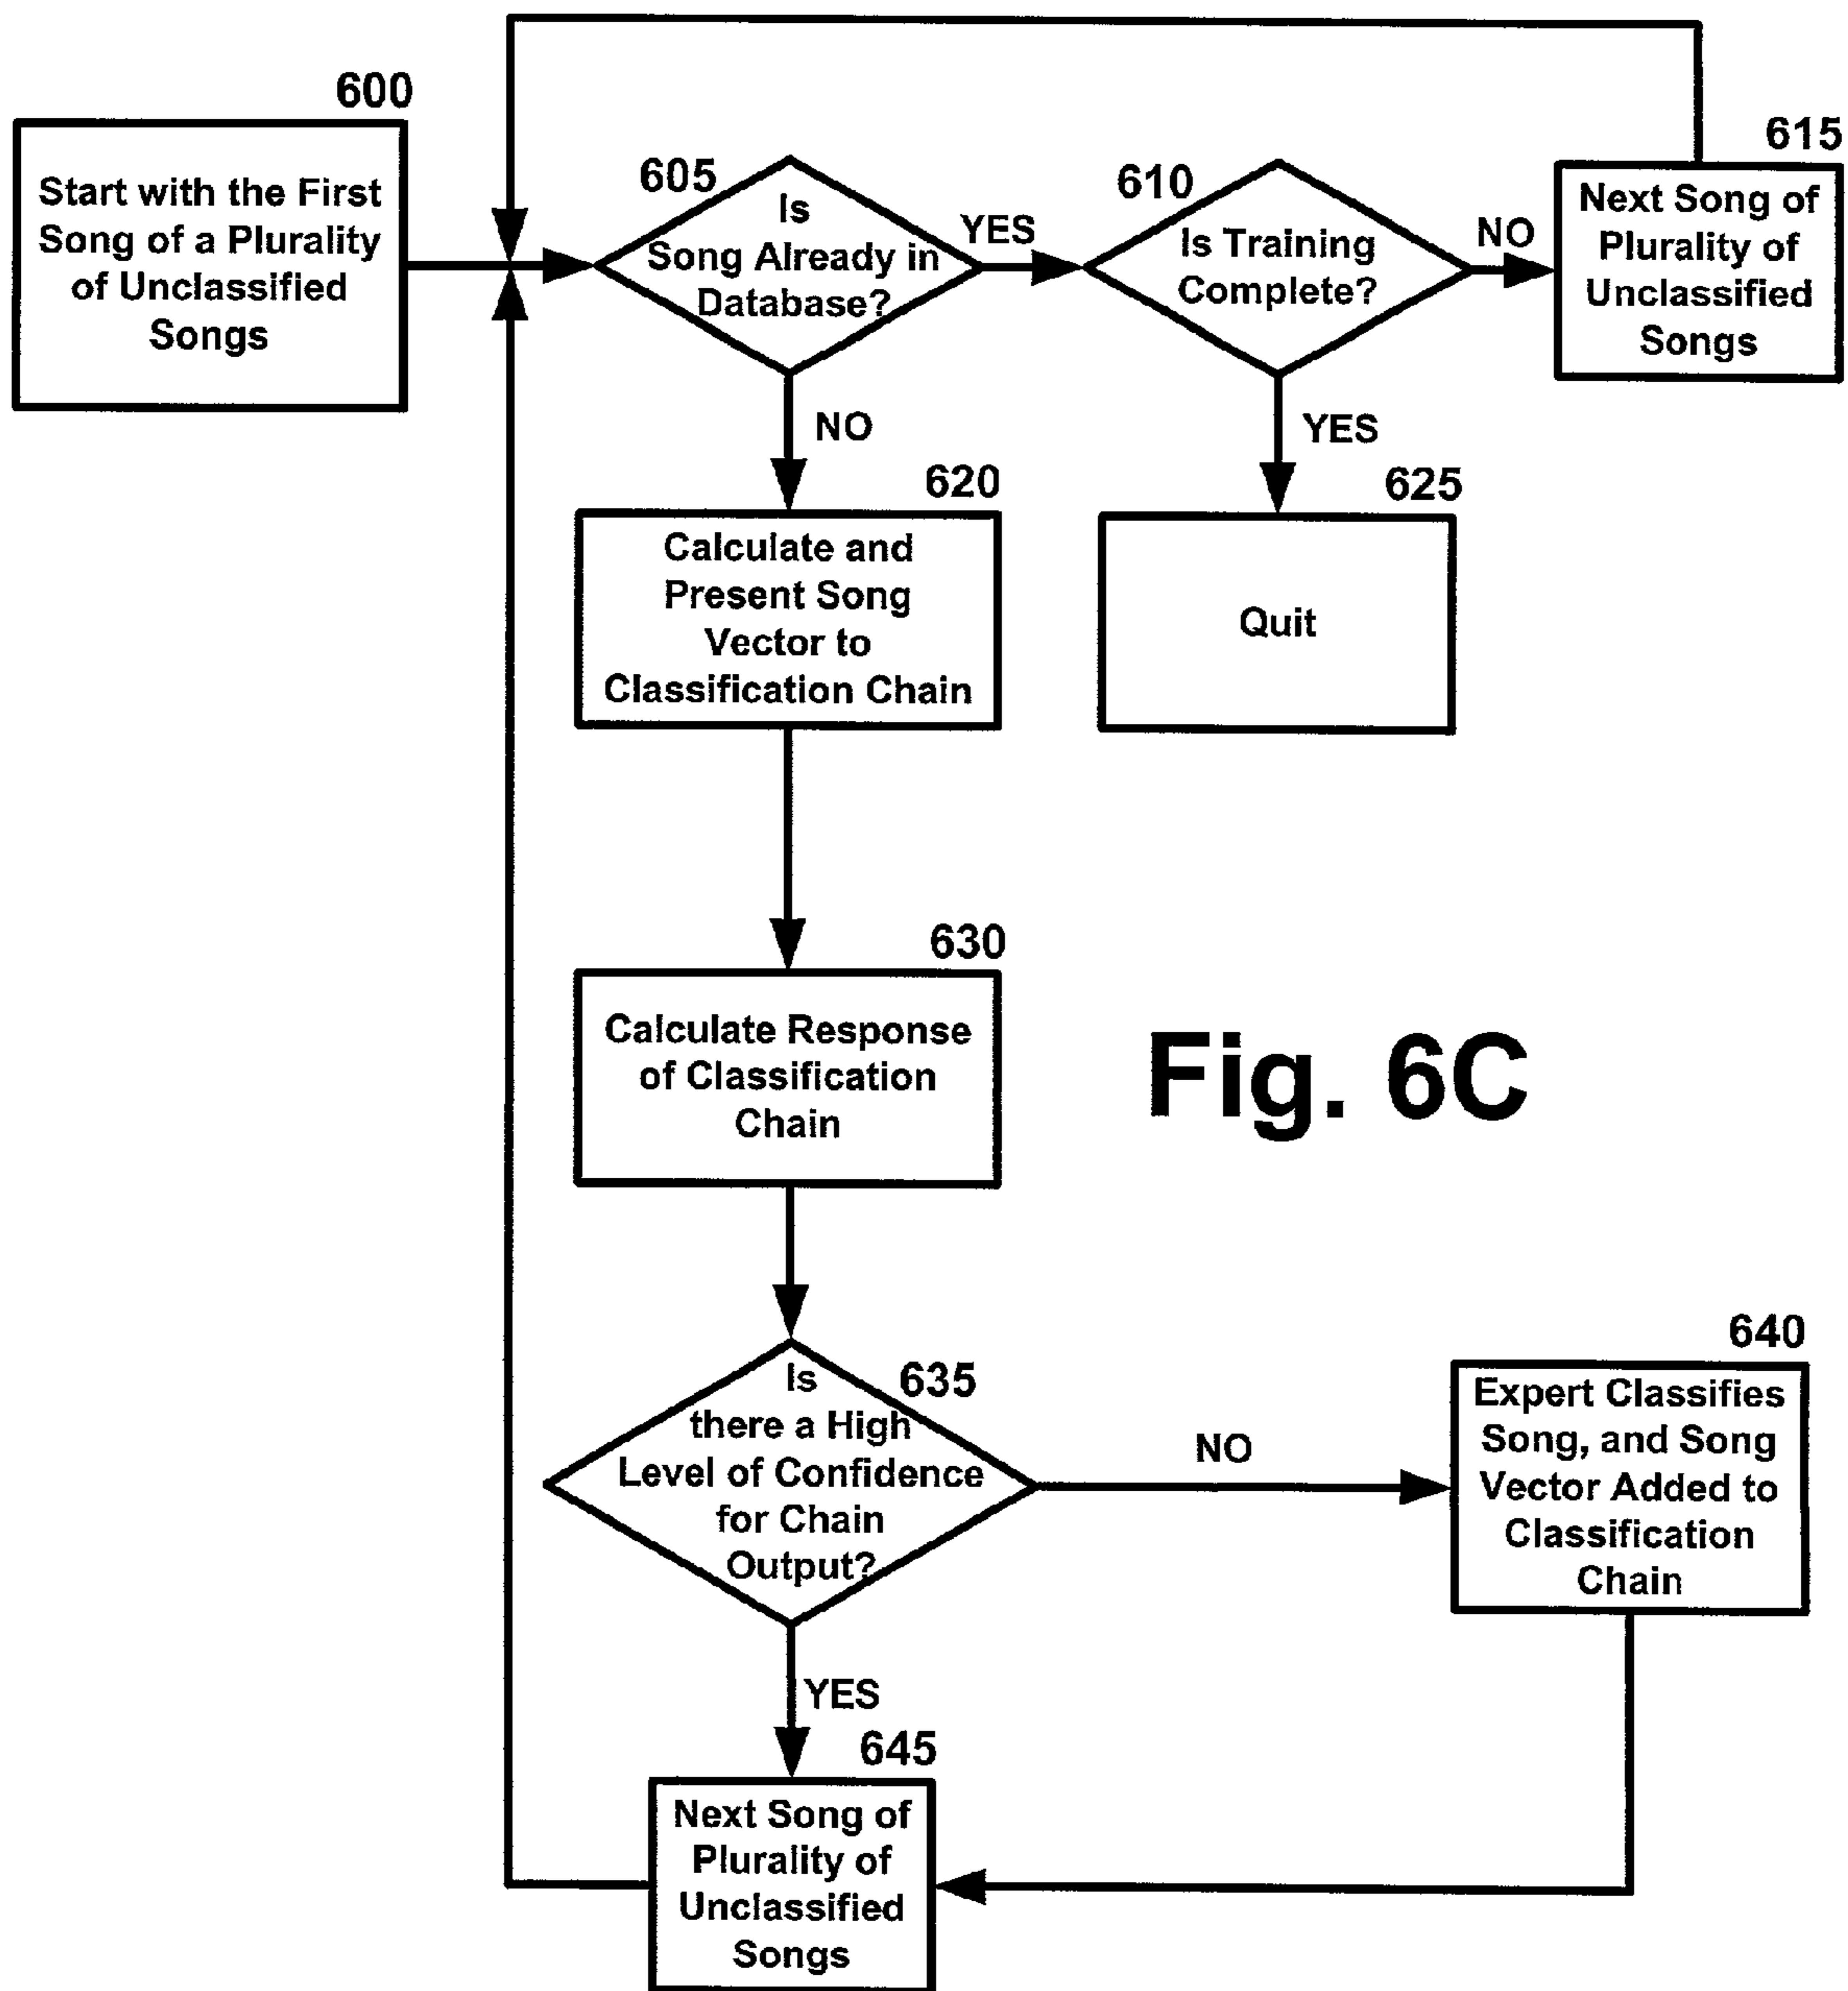 600
Start with the First
Song of a Plurality
of Unclassified
Songs
605
Is
Song Already in
Database?
YES
610
Is Training
Complete?
NO
615
Next Song of
Plurality of
Unclassified
Songs
NO
YES
620
Calculate and
Present Song
Vector to
Classification Chain
625
Quit
630
Calculate Response
of Classification
Chain
Fig. 6C
635
Is
there a High
Level of Confidence
for Chain
Output?
NO
640
Expert Classifies
Song, and Song
Vector Added to
Classification
Chain
YES
645
Next Song of
Plurality of
Unclassified
Songs